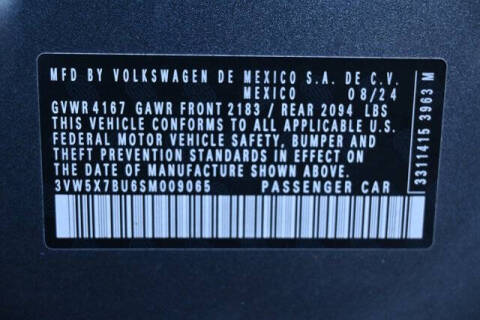 MFD BY VOLKSWAGEN DE MEXICO S.A. DE C.V.
MEXICO 08/24
GVWR 4167 GAWR FRONT 2183 / REAR 2094 LBS
THIS VEHICLE CONFORMS TO ALL APPLICABLE U.S.
FEDERAL MOTOR VEHICLE SAFETY, BUMPER AND
THEFT PREVENTION STANDARDS IN EFFECT ON
THE DATE OF MANUFACTURE SHOWN ABOVE.
3VW5X7BU6SM009065 PASSENGER CAR
33114115 3963 M